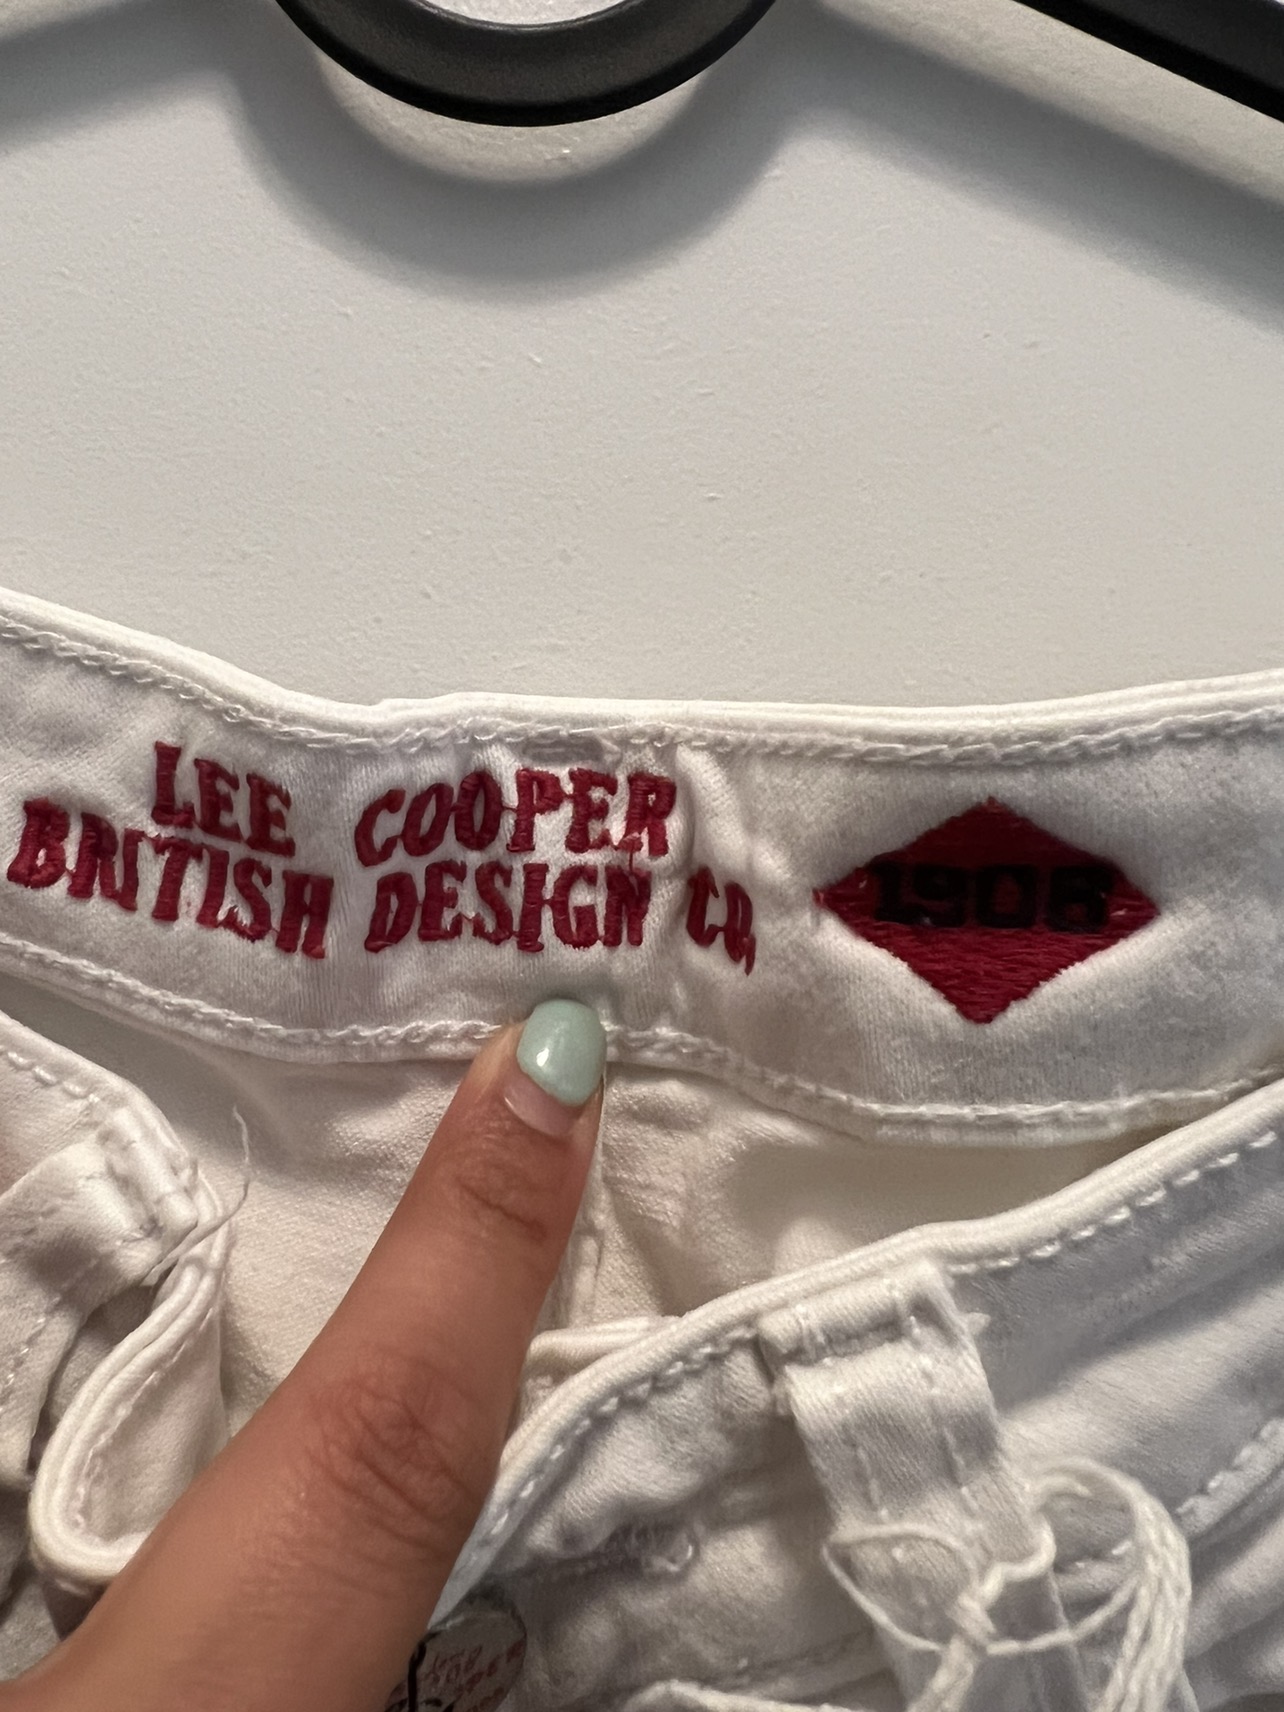 LEE COOPER
BRITISH DESIGN CO,
1908